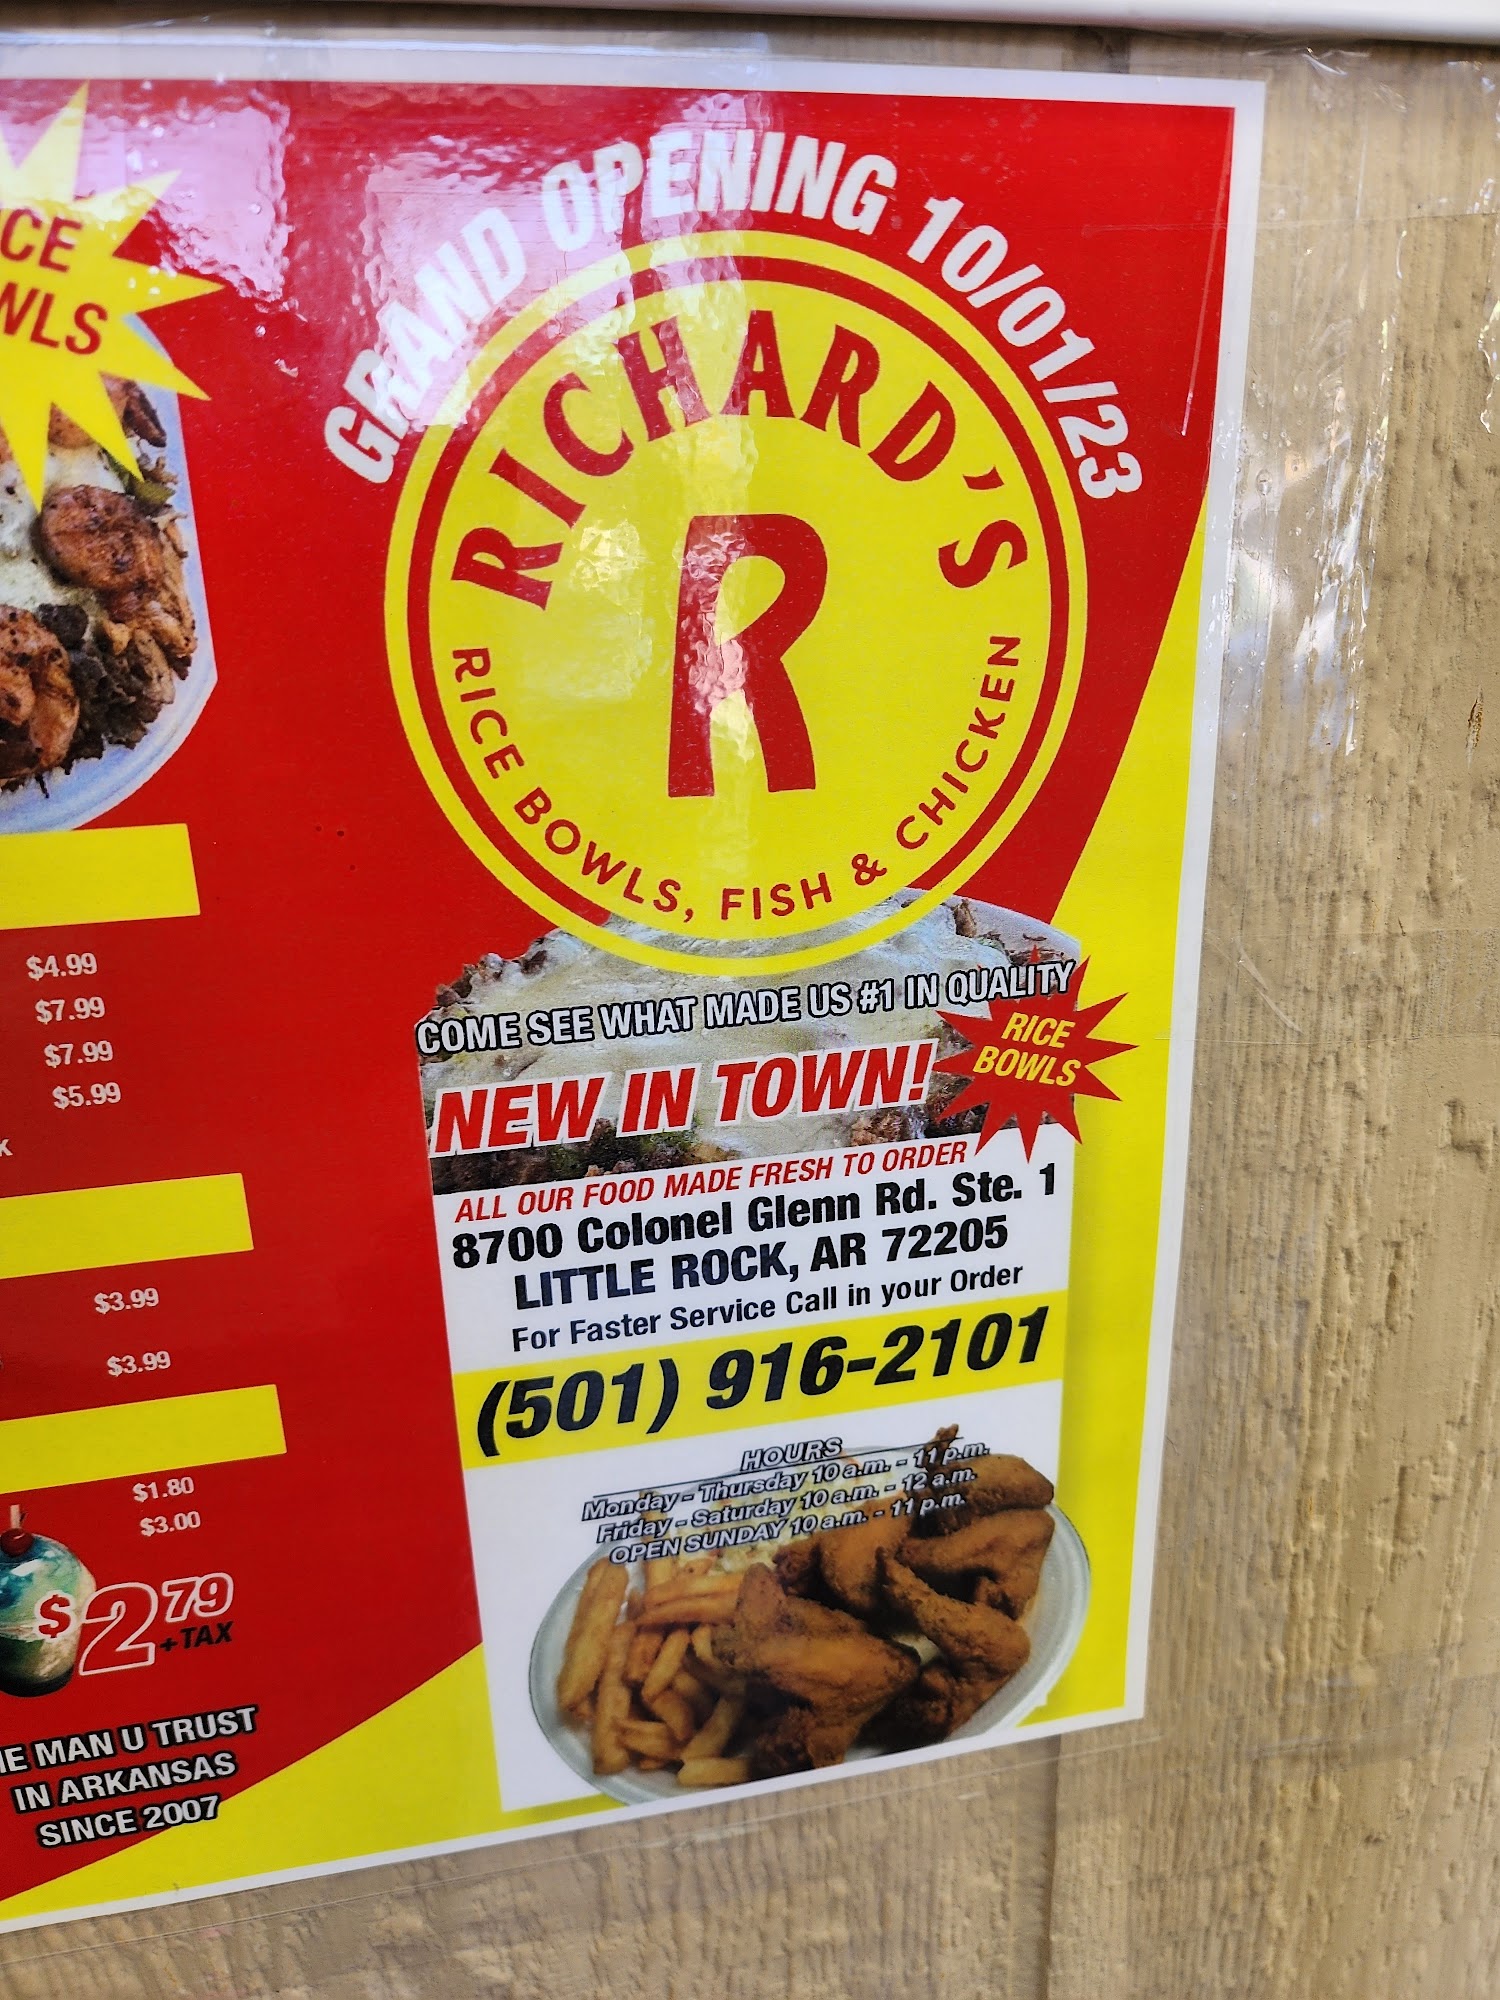 GRAND OPENING 10/01/23
RICHARD'S
R
RICE BOWLS, FISH & CHICKEN
COME SEE WHAT MADE US #1 IN QUALITY
NEW IN TOWN!
RICE
BOWLS
ALL OUR FOOD MADE FRESH TO ORDER
8700 Colonel Glenn Rd. Ste. 1
LITTLE ROCK, AR 72205
For Faster Service Call in your Order
(501) 916-2101
HOURS
Monday - Thursday 10 a.m. - 11 p.m.
Friday - Saturday 10 a.m. - 12 a.m.
OPEN SUNDAY 10 a.m. - 11 p.m.
$4.99
$7.99
$7.99
$5.99
$3.99
$3.99
$1.80
$3.00
$2.79
+TAX
MAN U TRUST
IN ARKANSAS
SINCE 2007